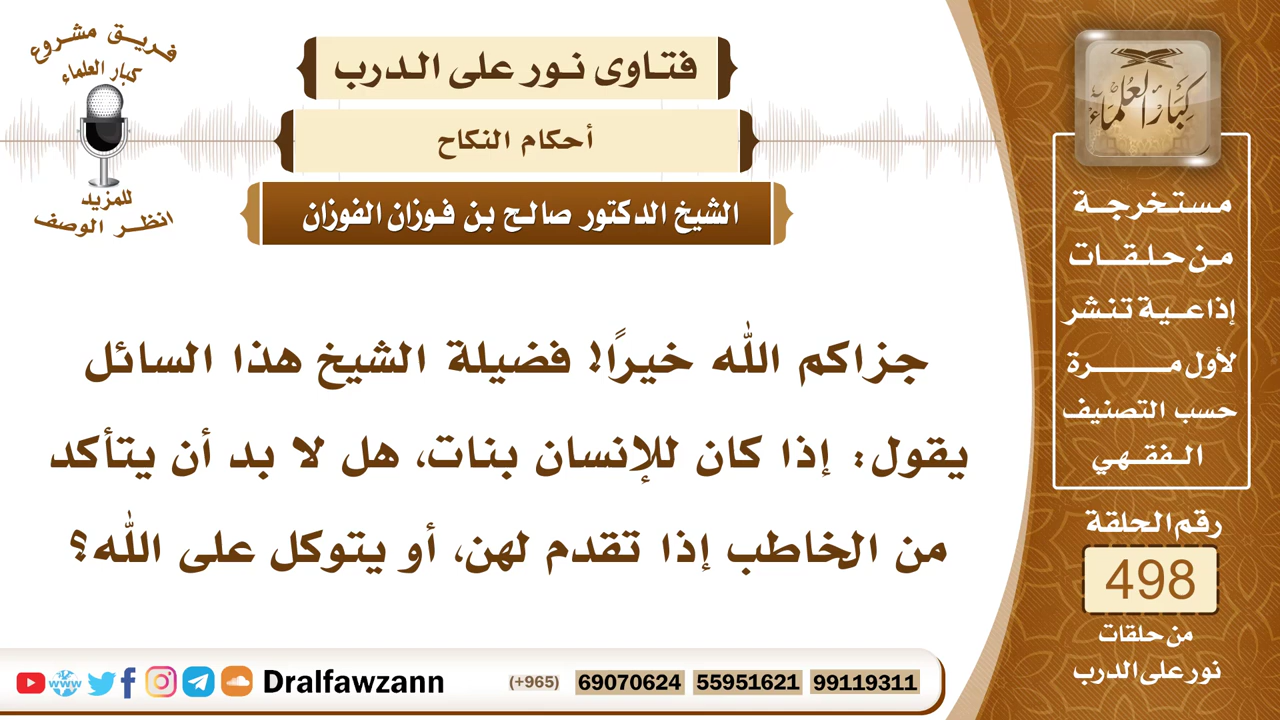 فريق مشروع
كبار العلماء
للمزيد
انظر الوصف
فتاوى نور على الدرب
أحكام النكاح
الشيخ الدكتور صالح بن فوزان الفوزان
جزاكم الله خيرًا! فضيلة الشيخ هذا السائل
يقول: إذا كان للإنسان بنات، هل لا بد أن يتأكد
من الخاطب إذا تقدم لهن، أو يتوكل على الله؟
كبار العلماء
مستخرجة
من حلقات
إذاعية تنشر
لأول مرة
حسب التصنيف
الفقهي
رقم الحلقة
498
من حلقات
نور على الدرب
www Dralfawzann (+965) 69070624 55951621 99119311